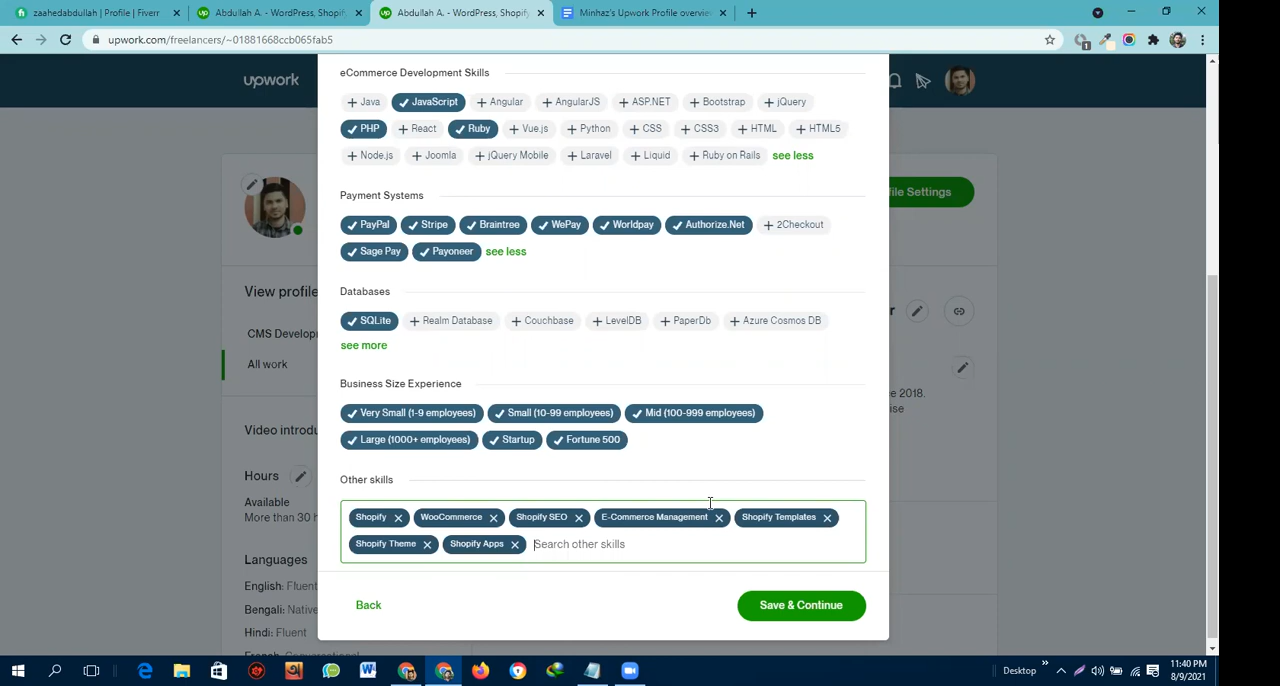 zaahedabdullah | Profile | Fiverr
Abdullah A. - WordPress, Shopify
Abdullah A. - WordPress, Shopify
Minhaz's Upwork Profile overview
upwork.com/freelancers/~01881668ccb065fab5
upwork
eCommerce Development Skills
Java JavaScript Angular AngularJS ASP.NET Bootstrap jQuery
PHP React Ruby Vue.js Python CSS CSS3 HTML HTML5
Node.js Joomla jQuery Mobile Laravel Liquid Ruby on Rails see less
file Settings
Payment Systems
PayPal Stripe Braintree WePay Worldpay Authorize.Net 2Checkout
Sage Pay Payoneer see less
View profile
Databases
r
CMS Develop
SQLite Realm Database Couchbase LevelDB PaperDb Azure Cosmos DB
see more
All work
Business Size Experience
e 2018.
ise
Very Small (1-9 employees) Small (10-99 employees) Mid (100-999 employees)
Large (1000+ employees) Startup Fortune 500
Video introdu
Other skills
Hours
Available
More than 30 h
Shopify WooCommerce Shopify SEO E-Commerce Management Shopify Templates
Shopify Theme Shopify Apps Search other skills
Languages
English: Fluent
Bengali: Native
Hindi: Fluent
Back
Save & Continue
Desktop
11:40 PM
8/9/2021